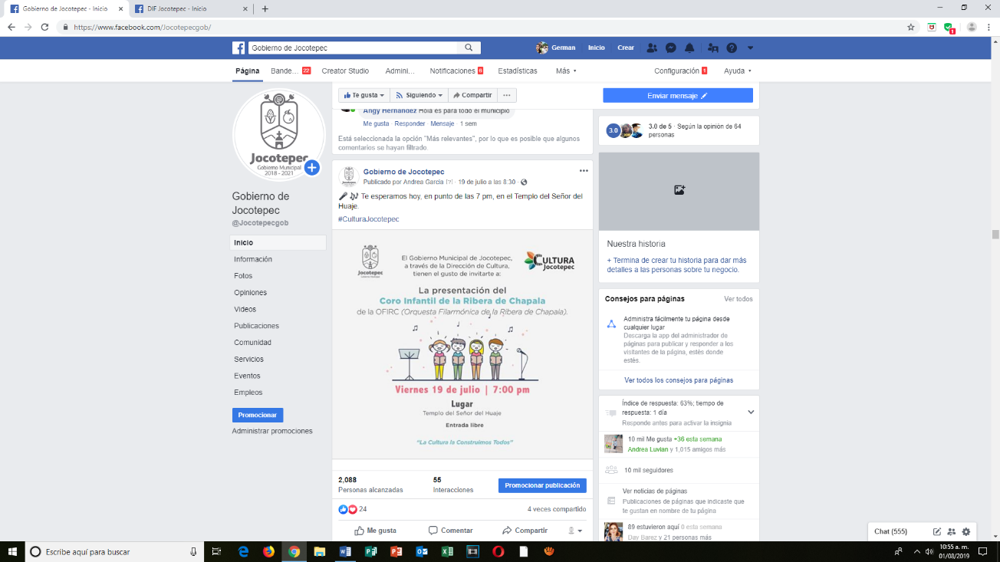 Gobierno de Jocotepec - Inicio
DIF Jocotepec - Inicio
https://www.facebook.com/Jocotepecgob/
1
Gobierno de Jocotepec
German
Inicio
Crear
Página
Bande... 22
Creator Studio
Admini...
Notificaciones 6
Estadísticas
Más
Configuración 1
Ayuda
Jocotepec
Gobierno Municipal
2018 - 2021
Gobierno de
Jocotepec
@Jocotepecgob
Inicio
Información
Fotos
Opiniones
Videos
Publicaciones
Comunidad
Servicios
Eventos
Empleos
Promocionar
Administrar promociones
Te gusta
Siguiendo
Compartir
Enviar mensaje
Angy Hernandez Hola es para todo el municipio
Me gusta · Responder · Mensaje · 1 sem
Está seleccionada la opción "Más relevantes", por lo que es posible que algunos
comentarios se hayan filtrado.
Gobierno de Jocotepec
Publicado por Andrea Garcia [?] · 19 de julio a las 8:30 ·
Te esperamos hoy, en punto de las 7 pm, en el Templo del Señor del
Huaje.
#CulturaJocotepec
Jocotepec
El Gobierno Municipal de Jocotepec,
a través de la Dirección de Cultura,
tienen el gusto de invitarte a:
CULTURA
Jocotepec
La presentación del
Coro Infantil de la Ribera de Chapala
de la OFIRC (Orquesta Filarmónica de la Ribera de Chapala).
Viernes 19 de julio | 7:00 pm
Lugar
Templo del Señor del Huaje
Entrada libre
"La Cultura la Construimos Todos"
2,088
Personas alcanzadas
55
Interacciones
Promocionar publicación
24
4 veces compartido
Me gusta
Comentar
Compartir
3.0
3.0 de 5 · Según la opinión de 64
personas
Nuestra historia
+ Termina de crear tu historia para dar más
detalles a las personas sobre tu negocio.
Consejos para páginas
Ver todos
Administra fácilmente tu página desde
cualquier lugar
Descarga la app del administrador de
páginas para publicar y responder a los
visitantes de la página, estés donde
estés.
Ver todos los consejos para páginas
Índice de respuesta: 63%; tiempo de
respuesta: 1 día
Responde antes para activar la insignia
10 mil Me gusta +36 esta semana
Andrea Luvian y 1,015 amigos más
10 mil seguidores
Ver noticias de páginas
Publicaciones de páginas que indicaste que
te gustan en nombre de tu página
89 estuvieron aquí 0 esta semana
Day Barez y 21 personas más
Chat (555)
Escribe aquí para buscar
10:55 a. m.
01/08/2019